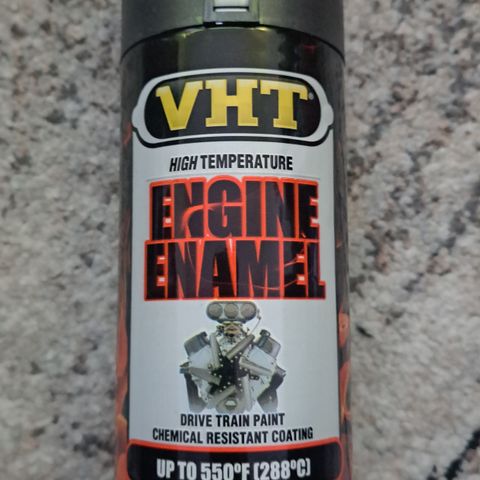 VHT®
HIGH TEMPERATURE
ENGINE
ENAMEL
DRIVE TRAIN PAINT
CHEMICAL RESISTANT COATING
UP TO 550°F (288°C)